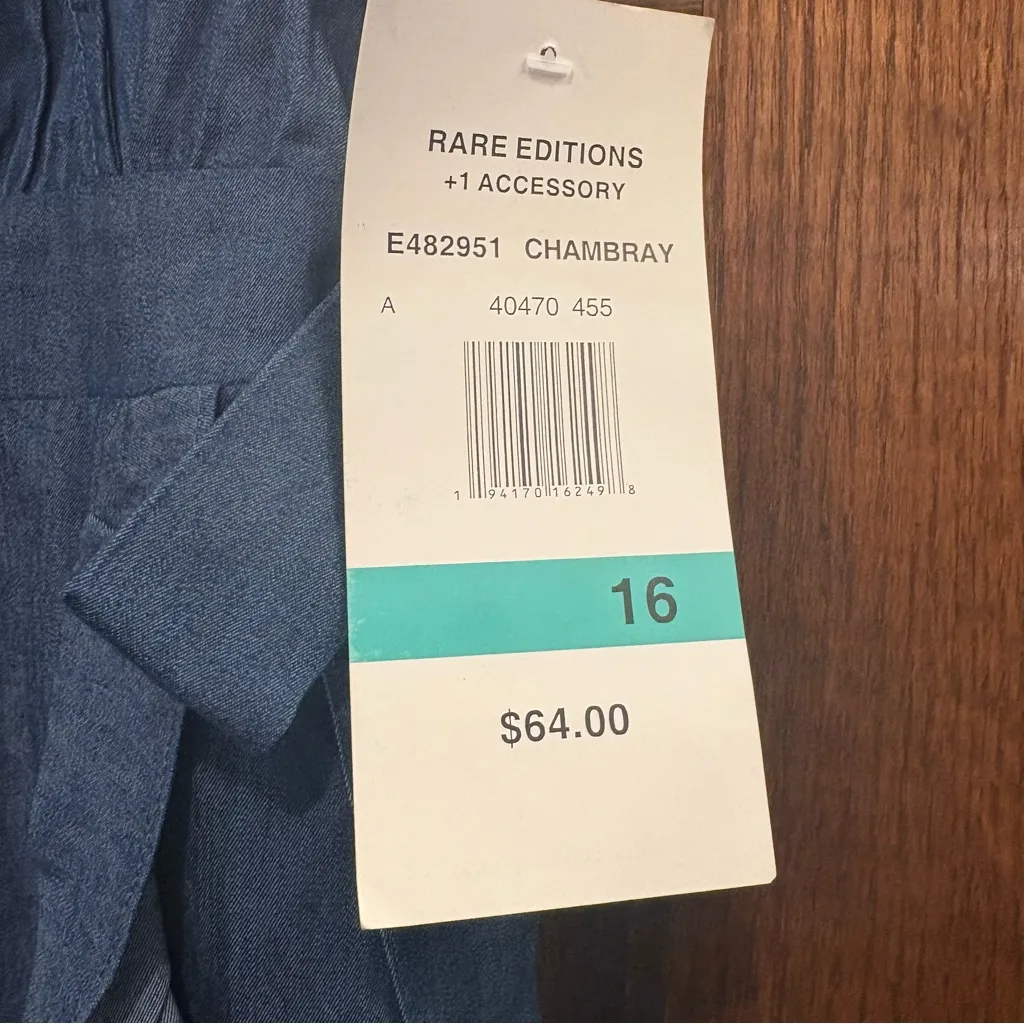 RARE EDITIONS
+1 ACCESSORY
E482951 CHAMBRAY
A 40470 455
1 94170 16249 8
16
$64.00